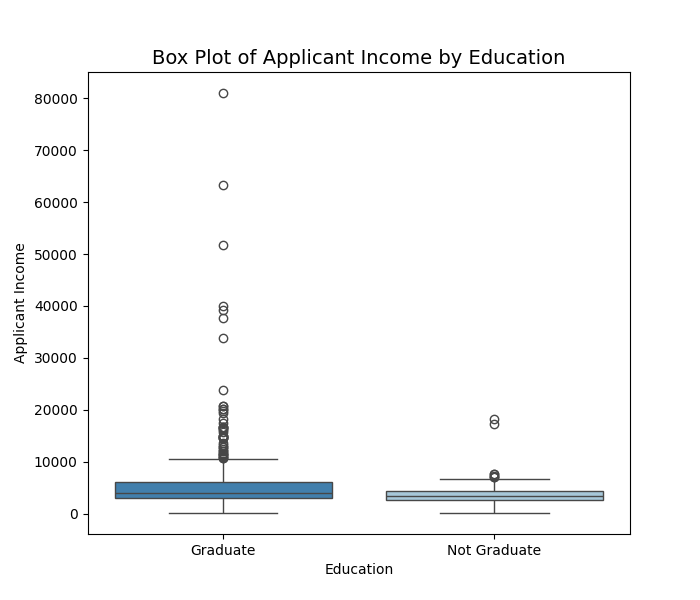 Box Plot of Applicant Income by Education
80000
70000
60000
50000
40000
30000
20000
10000
0
Applicant Income
Graduate
Not Graduate
Education